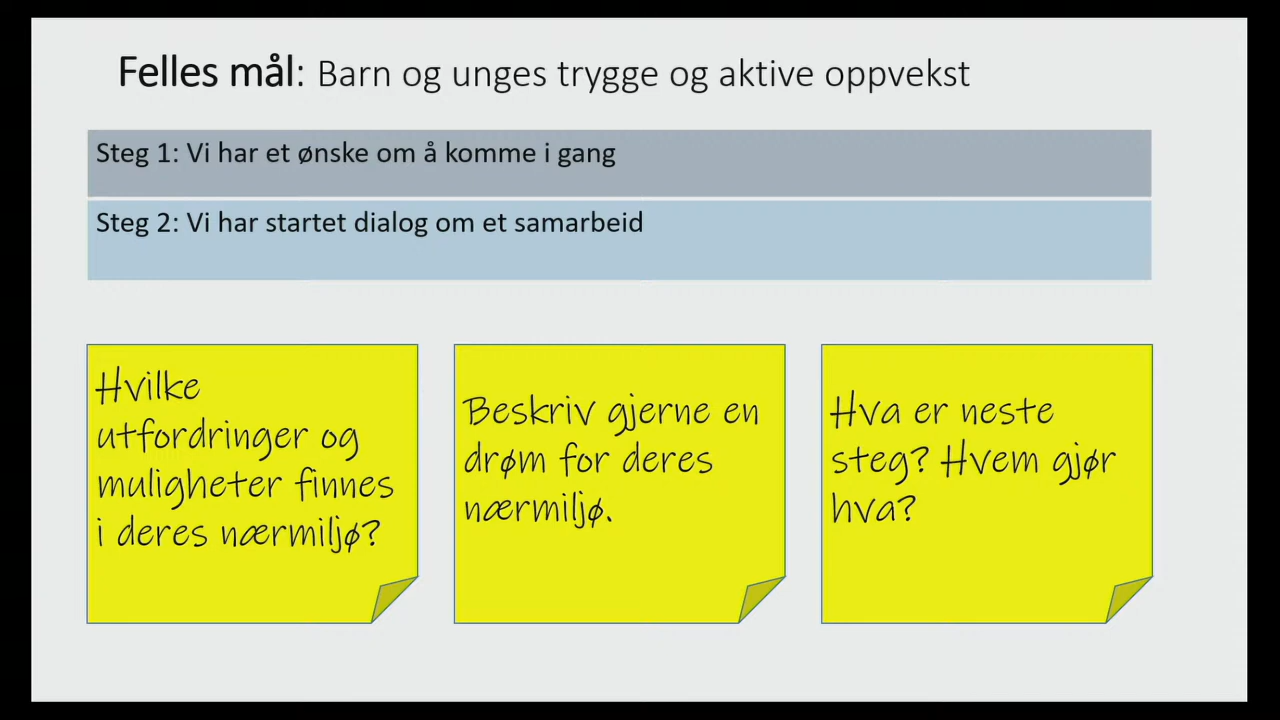 Felles mål: Barn og unges trygge og aktive oppvekst
Steg 1: Vi har et ønske om å komme i gang
Steg 2: Vi har startet dialog om et samarbeid
Hvilke
utfordringer og
muligheter finnes
i deres nærmiljø?
Beskriv gjerne en
drøm for deres
nærmiljø.
Hva er neste
steg? Hvem gjør
hva?